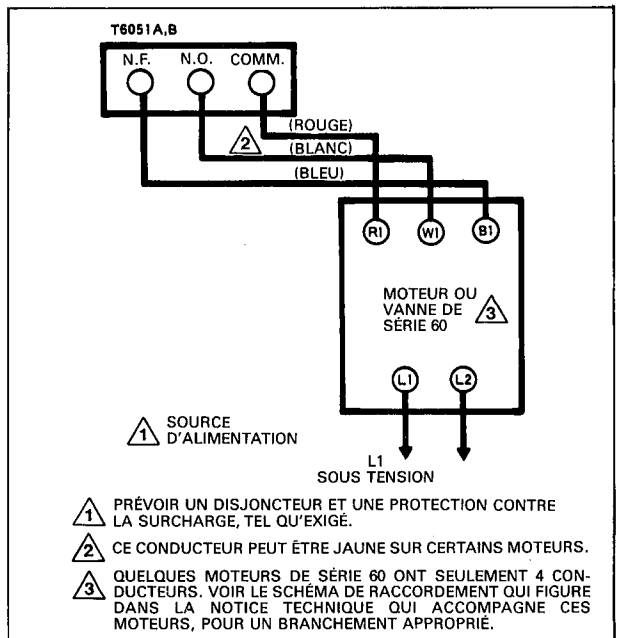 T6051A,B
N.F. N.O. COMM.
(ROUGE)
2
(BLANC)
(BLEU)
R1 W1 B1
MOTEUR OU
VANNE DE
SÉRIE 60
3
L1 L2
1 SOURCE
D'ALIMENTATION
L1
SOUS TENSION
1 PRÉVOIR UN DISJONCTEUR ET UNE PROTECTION CONTRE
LA SURCHARGE, TEL QU'EXIGÉ.
2 CE CONDUCTEUR PEUT ÊTRE JAUNE SUR CERTAINS MOTEURS.
3 QUELQUES MOTEURS DE SÉRIE 60 ONT SEULEMENT 4 CON-
DUCTEURS. VOIR LE SCHÉMA DE RACCORDEMENT QUI FIGURE
DANS LA NOTICE TECHNIQUE QUI ACCOMPAGNE CES
MOTEURS, POUR UN BRANCHEMENT APPROPRIÉ.